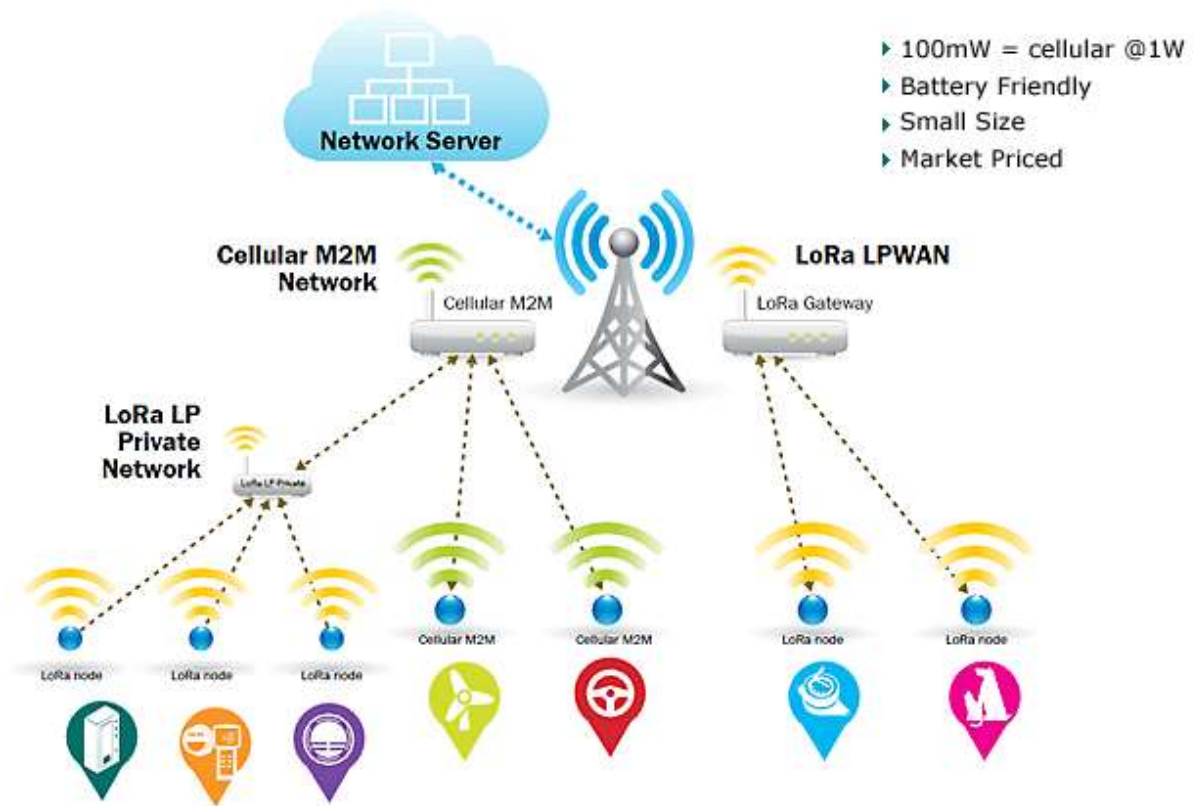 100mW = cellular @1W
Battery Friendly
Small Size
Market Priced
Network Server
Cellular M2M
Network
Cellular M2M
LoRa LPWAN
LoRa Gateway
LoRa LP
Private
Network
LoRa LP Private
LoRa node
LoRa node
LoRa node
Cellular M2M
Cellular M2M
LoRa node
LoRa node